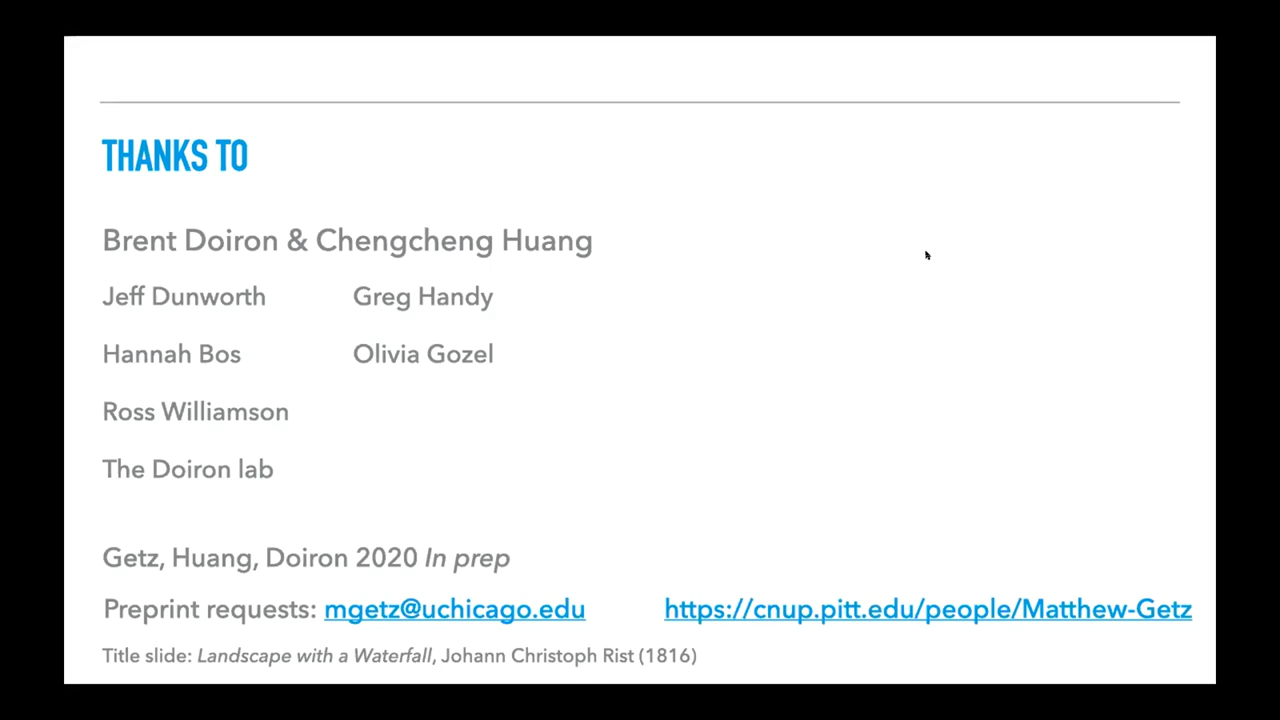 THANKS TO
Brent Doiron & Chengcheng Huang
Jeff Dunworth Greg Handy
Hannah Bos Olivia Gozel
Ross Williamson
The Doiron lab
Getz, Huang, Doiron 2020 In prep
Preprint requests: mgetz@uchicago.edu https://cnup.pitt.edu/people/Matthew-Getz
Title slide: Landscape with a Waterfall, Johann Christoph Rist (1816)